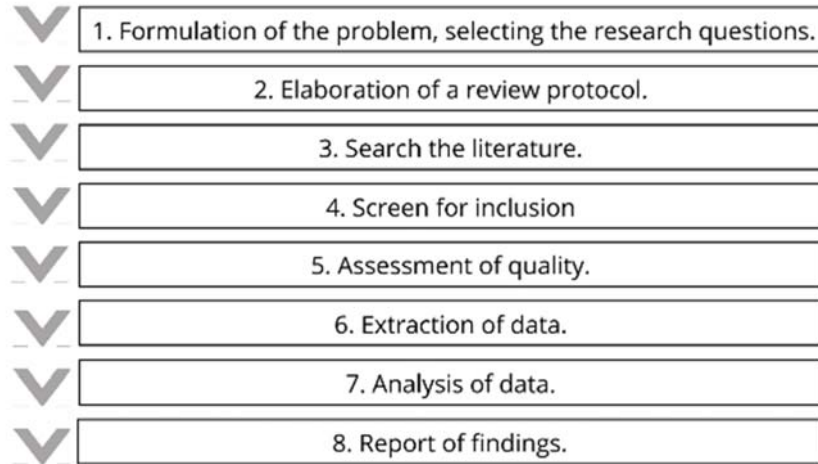 1. Formulation of the problem, selecting the research questions.
2. Elaboration of a review protocol.
3. Search the literature.
4. Screen for inclusion
5. Assessment of quality.
6. Extraction of data.
7. Analysis of data.
8. Report of findings.